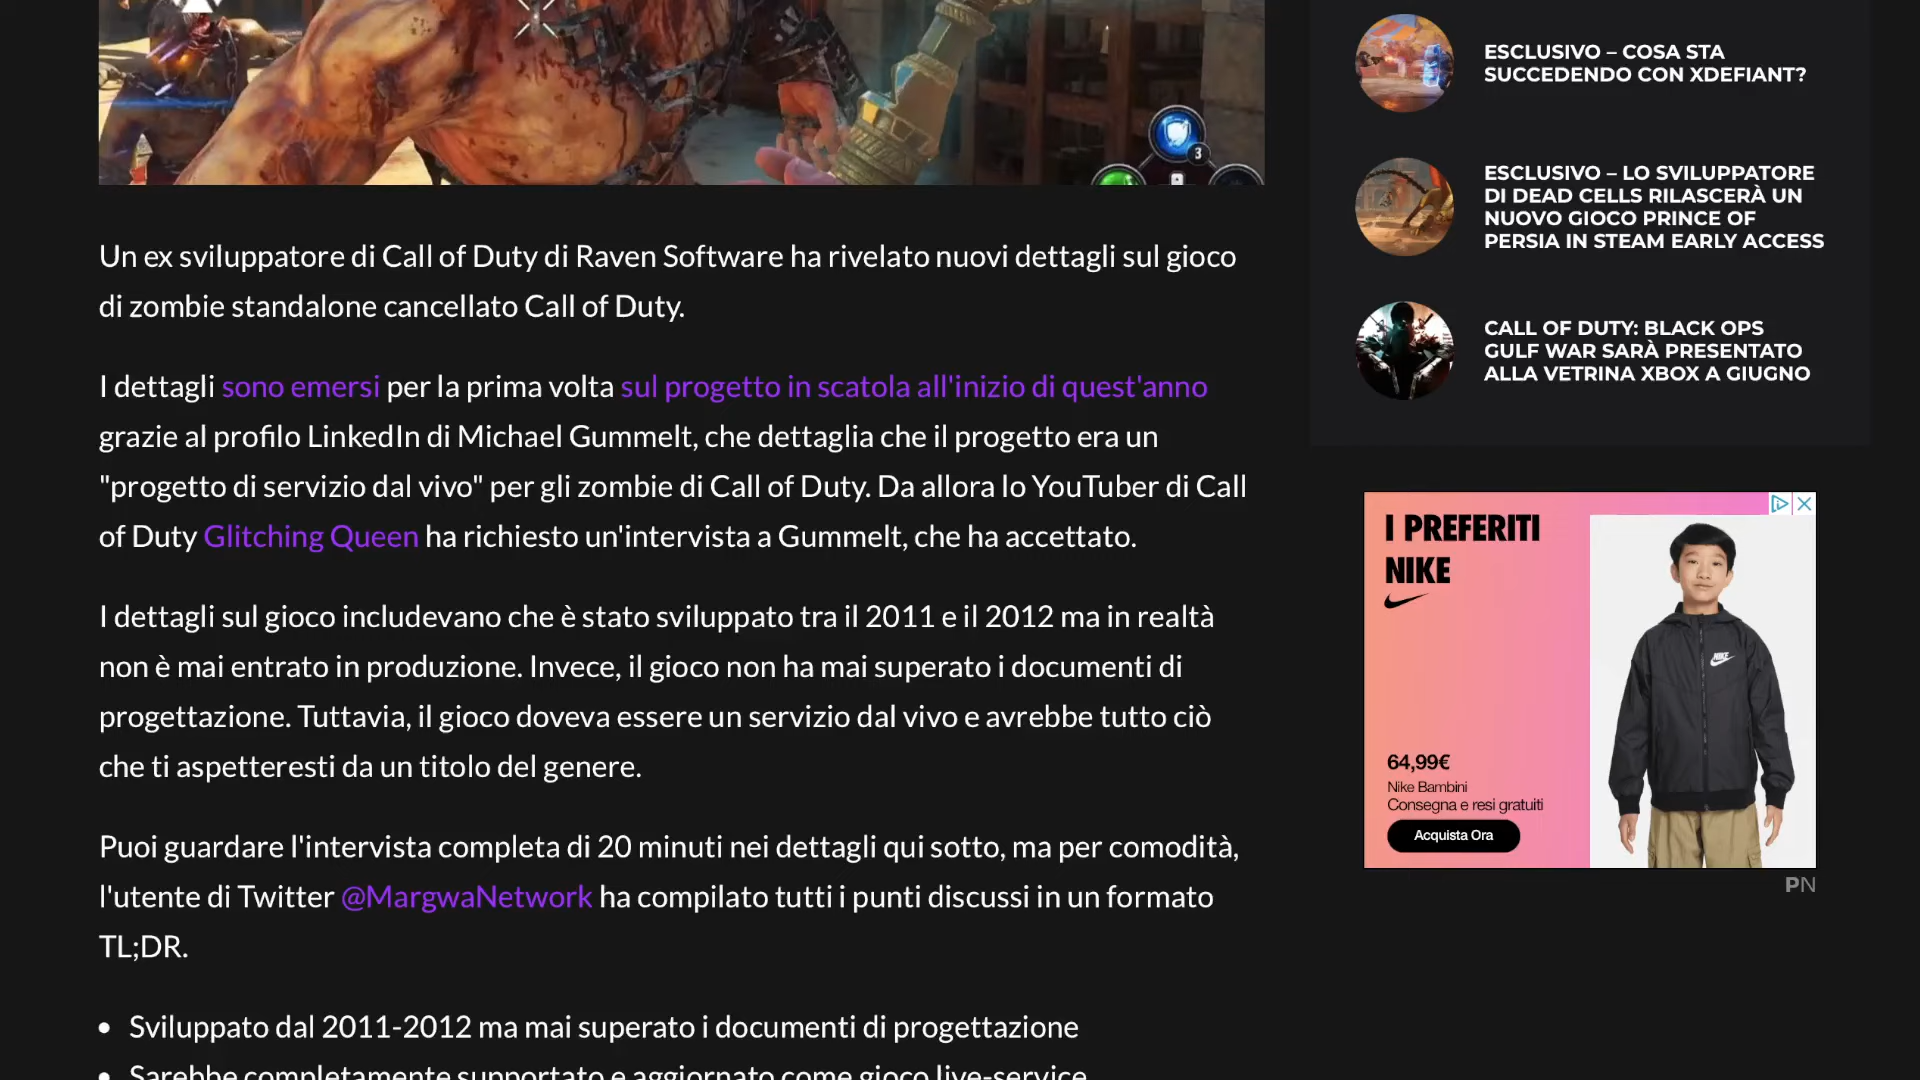 3
Un ex sviluppatore di Call of Duty di Raven Software ha rivelato nuovi dettagli sul gioco
di zombie standalone cancellato Call of Duty.
I dettagli sono emersi per la prima volta sul progetto in scatola all'inizio di quest'anno
grazie al profilo LinkedIn di Michael Gummelt, che dettaglia che il progetto era un
"progetto di servizio dal vivo" per gli zombie di Call of Duty. Da allora lo YouTuber di Call
of Duty Glitching Queen ha richiesto un'intervista a Gummelt, che ha accettato.
I dettagli sul gioco includevano che è stato sviluppato tra il 2011 e il 2012 ma in realtà
non è mai entrato in produzione. Invece, il gioco non ha mai superato i documenti di
progettazione. Tuttavia, il gioco doveva essere un servizio dal vivo e avrebbe tutto ciò
che ti aspetteresti da un titolo del genere.
Puoi guardare l'intervista completa di 20 minuti nei dettagli qui sotto, ma per comodità,
l'utente di Twitter @MargwaNetwork ha compilato tutti i punti discussi in un formato
TL;DR.
• Sviluppato dal 2011-2012 ma mai superato i documenti di progettazione
• Sarebbe completamente supportato e aggiornato come gioco live-service
ESCLUSIVO – COSA STA
SUCCEDENDO CON XDEFIANT?
ESCLUSIVO – LO SVILUPPATORE
DI DEAD CELLS RILASCERÀ UN
NUOVO GIOCO PRINCE OF
PERSIA IN STEAM EARLY ACCESS
CALL OF DUTY: BLACK OPS
GULF WAR SARÀ PRESENTATO
ALLA VETRINA XBOX A GIUGNO
I PREFERITI
NIKE
NIKE
64,99€
Nike Bambini
Consegna e resi gratuiti
Acquista Ora
PN